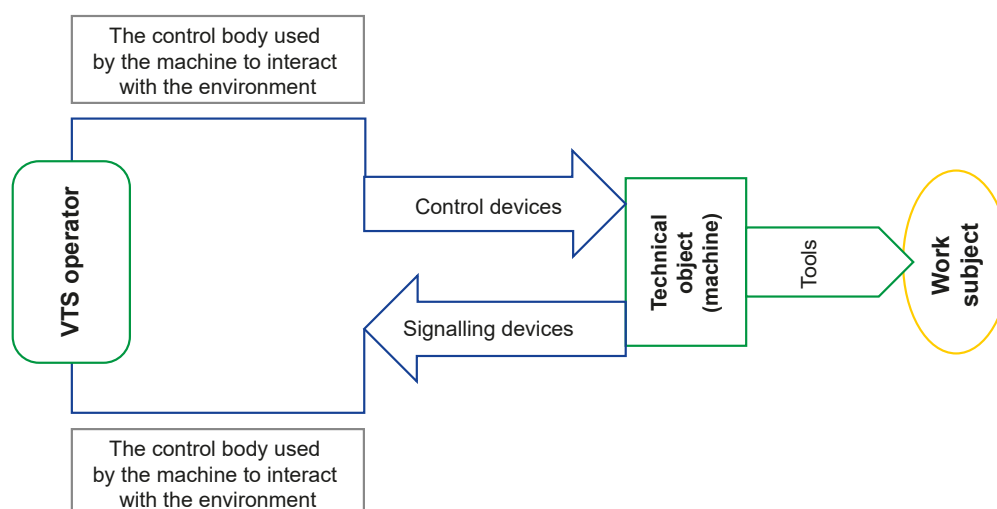 The control body used
by the machine to interact
with the environment
VTS operator
Control devices
Signalling devices
Technical
object
(machine)
Tools
Work
subject
The control body used
by the machine to interact
with the environment